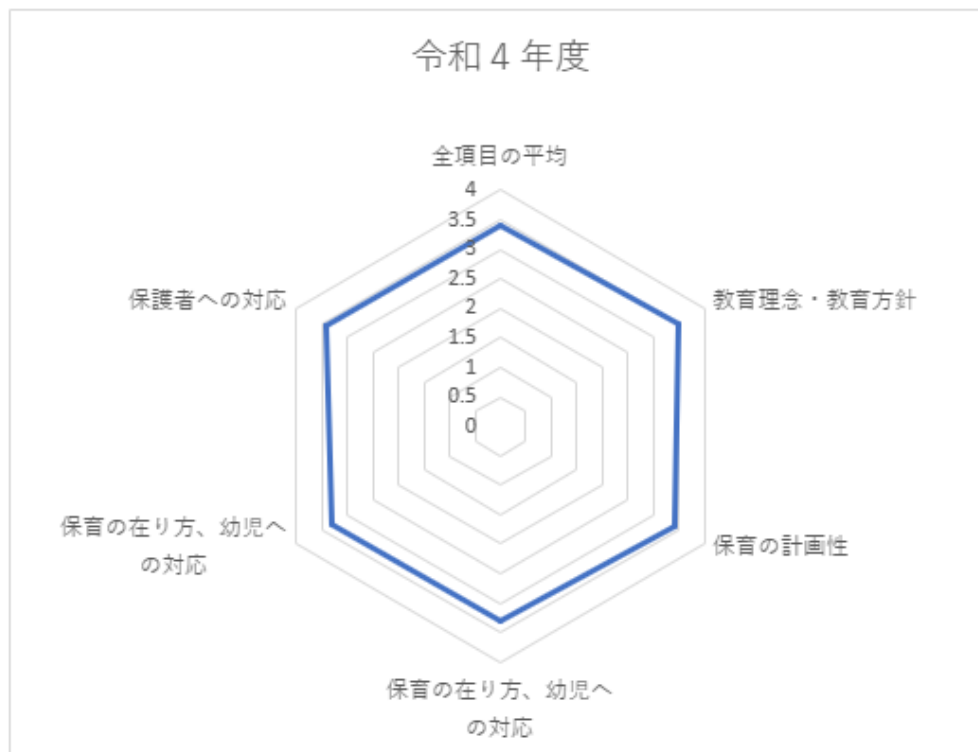 令和 4 年度
全項目の平均
4
3.5
3
2.5
2
1.5
1
0.5
0
教育理念・教育方針
保育の計画性
保育の在り方、幼児へ
の対応
保育の在り方、幼児へ
の対応
保護者への対応